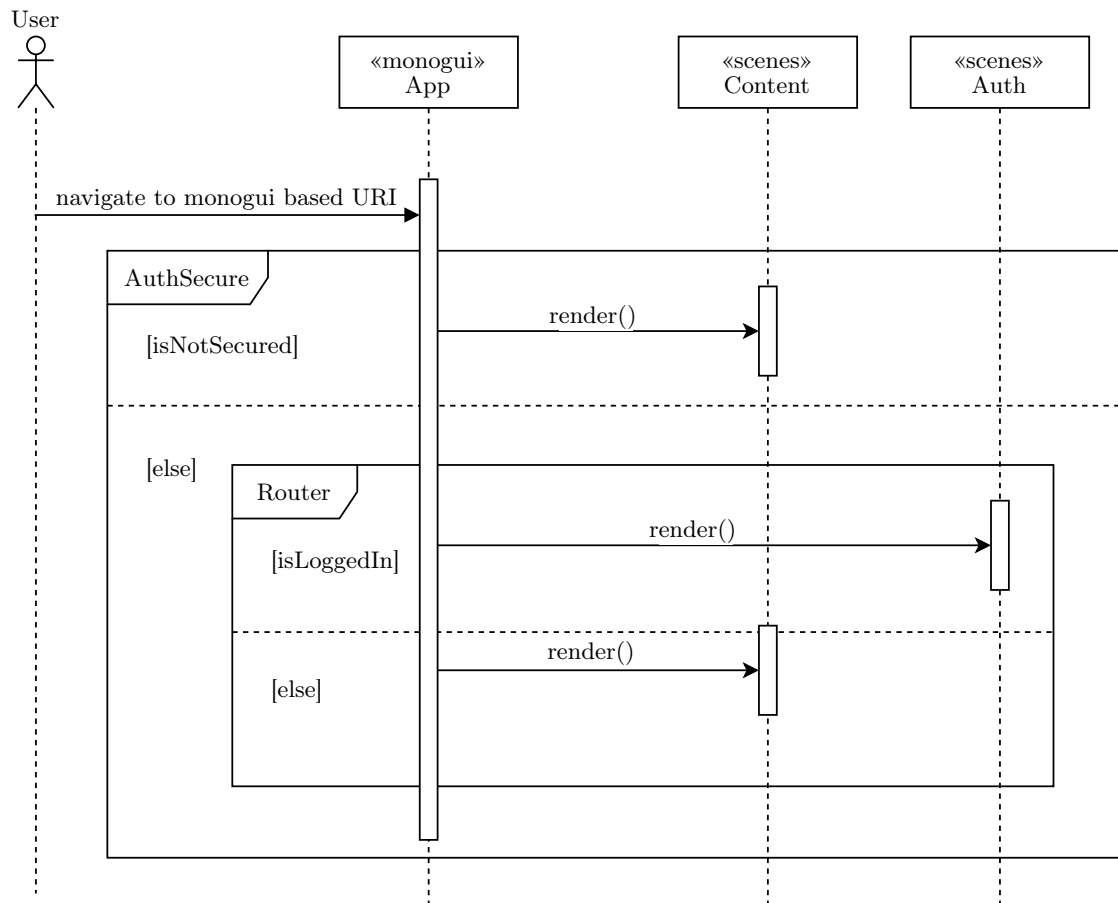 User
«monogui»
App
«scenes»
Content
«scenes»
Auth
navigate to monogui based URI
AuthSecure
render()
[isNotSecured]
[else]
Router
render()
[isLoggedIn]
render()
[else]